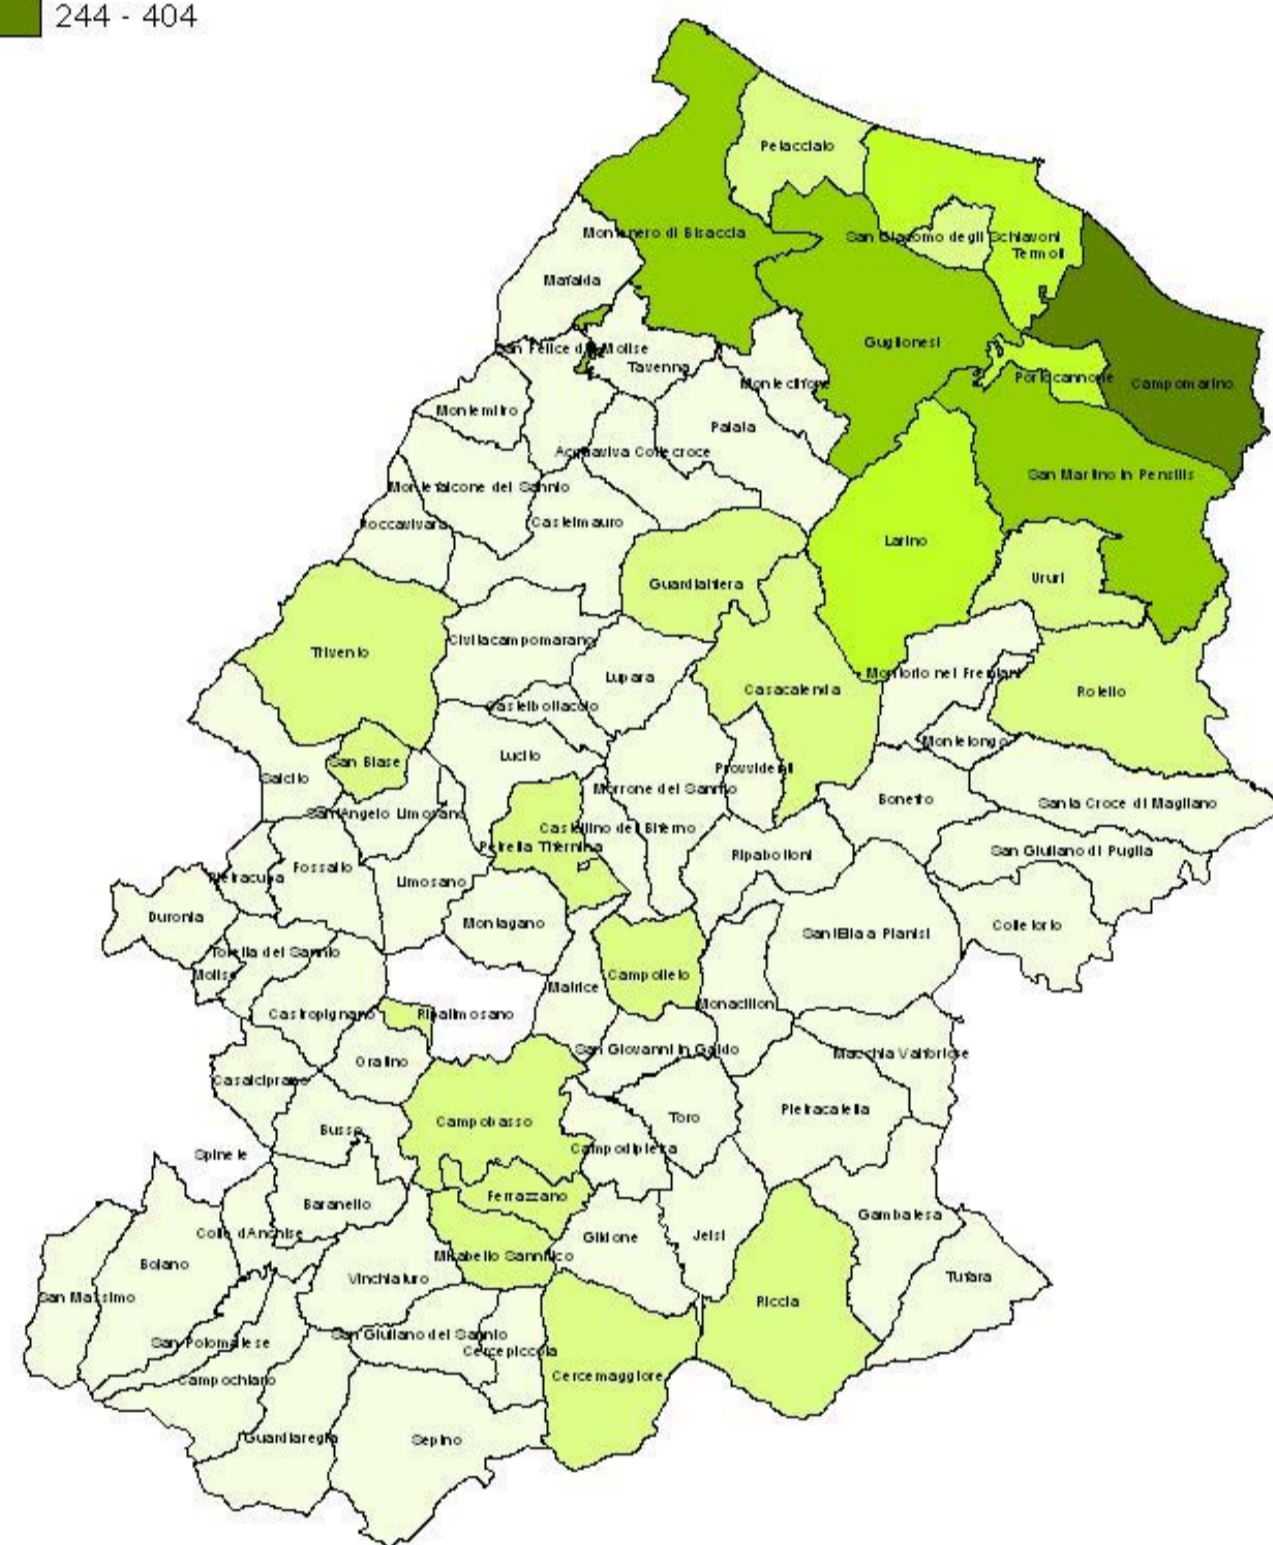 244 - 404
Petacciato
Montenero di Bisaccia
San Giacomo degli Schiavoni
Termoli
Mafalda
Guglionesi
San Felice del Molise
Tavenna
Portocannone
Campomarino
Montecilfone
Montemitro
Palata
Acquaviva Collecroce
San Martino in Pensilis
Montefalcone del Sannio
Roccavivara
Castelmauro
Larino
Guardialfiera
Ururi
Civitacampomarano
Trivento
Lupara
Montorio nei Frentani
Casacalenda
Rotello
Castelbottaccio
Montelongo
Lucito
San Biase
Provvidenti
Salcito
Morrone del Sannio
Bonefro
Santa Croce di Magliano
Sant'Angelo Limosano
Castellino del Biferno
Petrella Tifernina
Ripabottoni
San Giuliano di Puglia
Fossalto
Pietracupa
Limosano
Duronia
Montagano
Sant'Elia a Pianisi
Colletorto
Torella del Sannio
Molise
Campolieto
Matrice
Monacilioni
Castropignano
Ripalimosano
San Giovanni in Galdo
Macchia Valfortore
Oratino
Casalciprano
Pietracatella
Toro
Campobasso
Busso
Campodipietra
Spinete
Ferrazzano
Baranello
Gambatesa
Colle d'Anchise
Gildone
Jelsi
Mirabello Sannitico
Bojano
Vinchiaturo
Tufara
San Massimo
Riccia
San Giuliano del Sannio
San Polomatese
Cercepiccola
Cercemaggiore
Campochiaro
Guardiaregia
Sepino